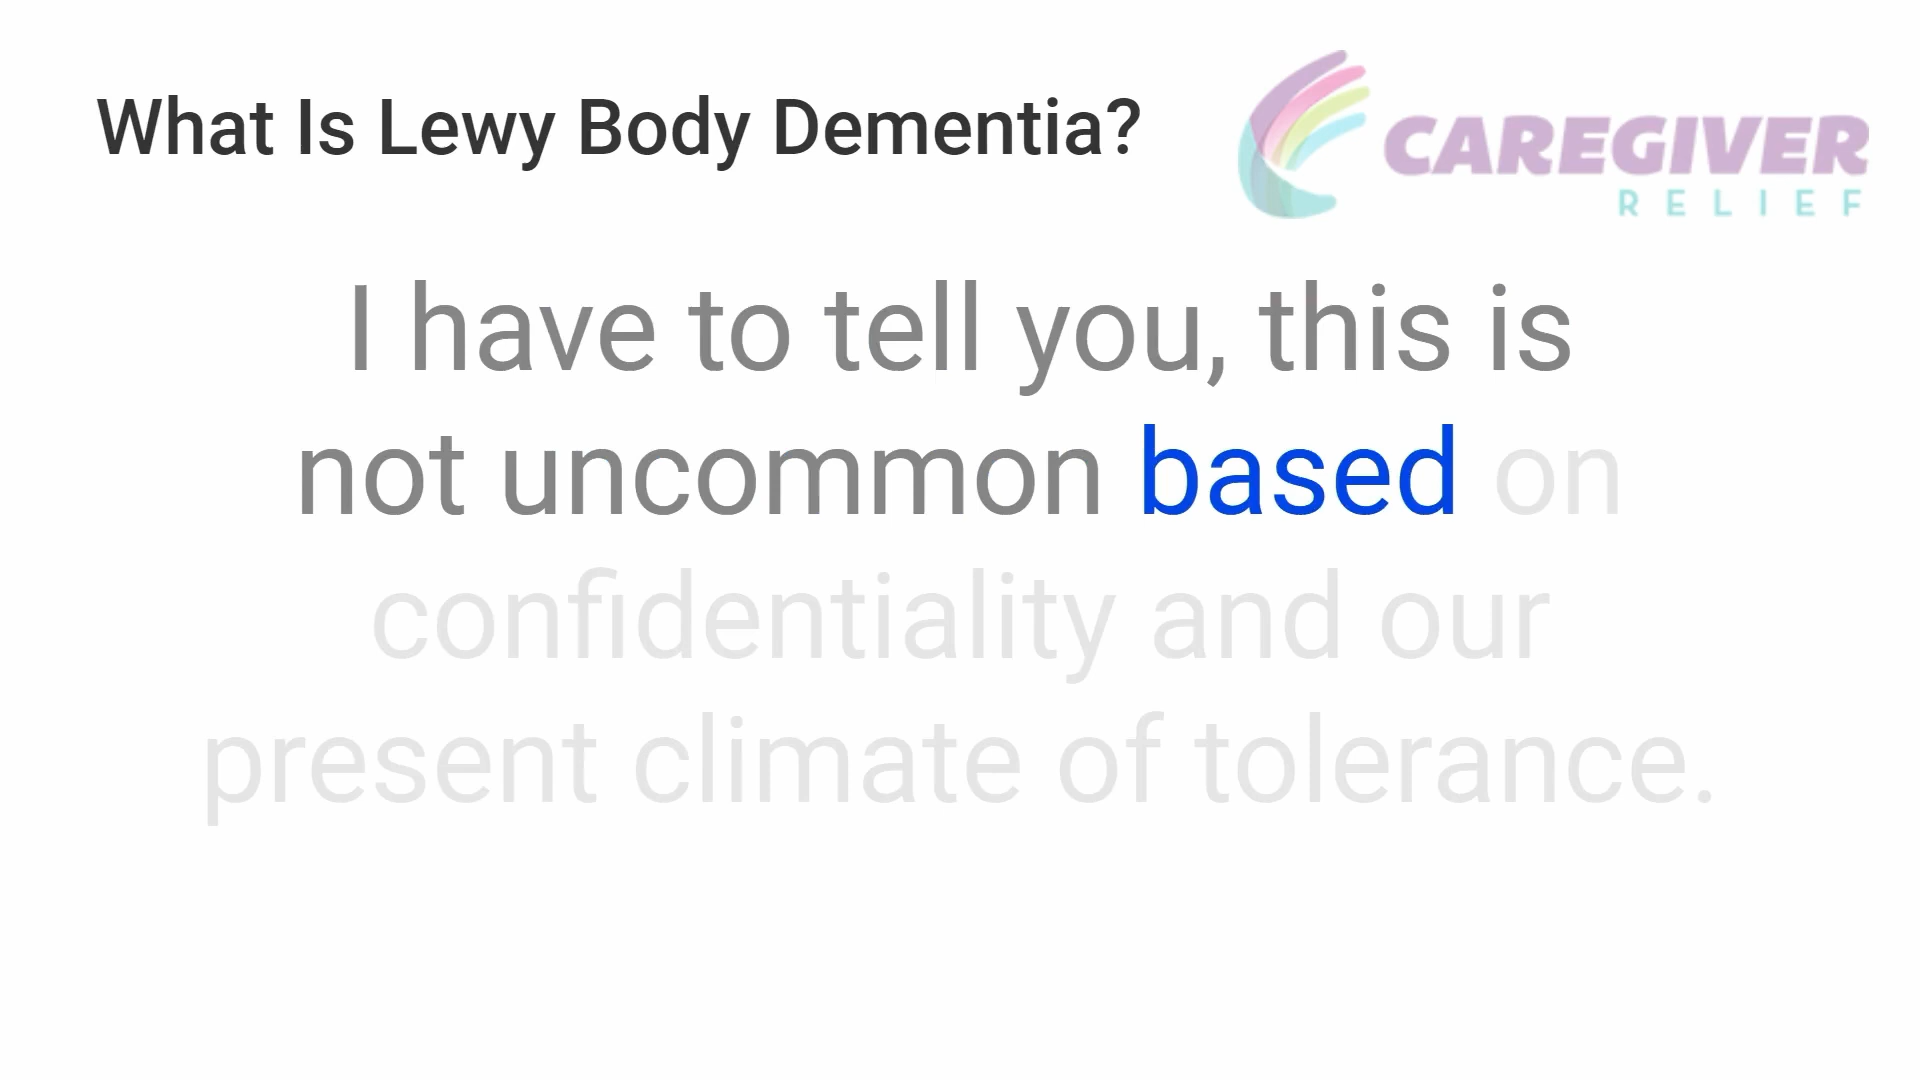 What Is Lewy Body Dementia?
CAREGIVER
RELIEF
I have to tell you, this is
not uncommon based on
confidentiality and our
present climate of tolerance.